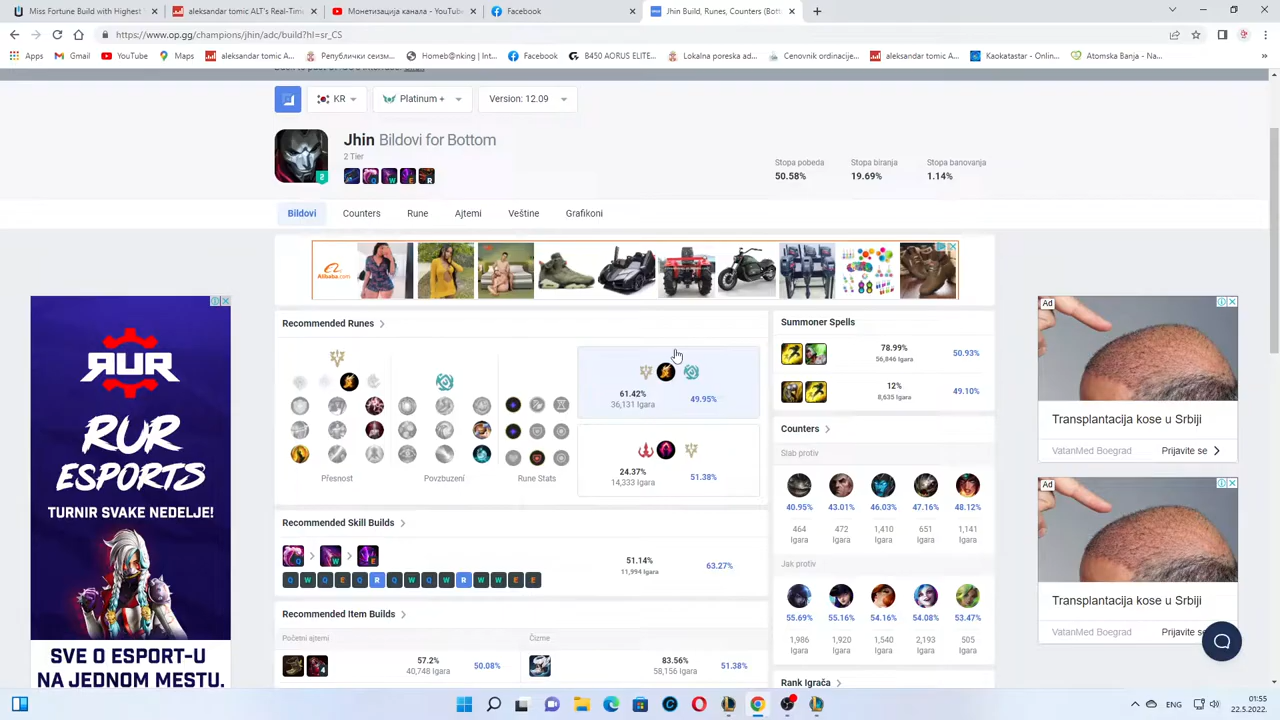 Miss Fortune Build with Highest
aleksandar tomic ALT's Real-Tim
Монтевизија канала - YouTube
Facebook
Jhin Build, Runes, Counters (Bott
https://www.op.gg/champions/jhin/adc/build?hl=sr_CS
Apps
Gmail
YouTube
Maps
aleksandar tomic A...
Републички сеизм...
Homeb@nking | Int...
Facebook
B450 AORUS ELITE...
Lokalna poreska ad...
Cenovnik ordinacije...
aleksandar tomic A...
Kaokatastar - Onlin...
Atomska Banja - Na...
KR
Platinum +
Version: 12.09
Jhin Bildovi for Bottom
2 Tier
Q W E R
Stopa pobeda Stopa biranja Stopa banovanja
50.58% 19.69% 1.14%
Bildovi Counters Rune Ajtemi Veštine Grafikoni
Alibaba.com
Recommended Runes
61.42%
36,131 Igara
49.95%
24.37%
14,333 Igara
51.38%
Přesnost Povzbuzení Rune Stats
Recommended Skill Builds
Q W E
51.14%
11,994 Igara
63.27%
Q W Q E Q R Q W Q W R W W E E
Recommended Item Builds
Početni ajtemi
Čizme
57.2%
40,748 Igara
50.08%
83.56%
58,156 Igara
51.38%
Summoner Spells
78.99%
56,846 Igara
50.93%
12%
8,635 Igara
49.10%
Counters
Slab protiv
40.95% 43.01% 46.03% 47.16% 48.12%
464 472 1,410 651 1,141
Igara Igara Igara Igara Igara
Jak protiv
55.69% 55.16% 54.16% 54.08% 53.47%
1,986 1,920 1,540 2,193 505
Igara Igara Igara Igara Igara
Rank Igrača
RUR
RUR
ESPORTS
TURNIR SVAKE NEDELJE!
SVE O ESPORT-U
NA JEDNOM MESTU.
Ad
Transplantacija kose u Srbiji
VatanMed Beograd Prijavite se
Ad
Transplantacija kose u Srbiji
VatanMed Beograd Prijavite se
01:55
22.5.2022.